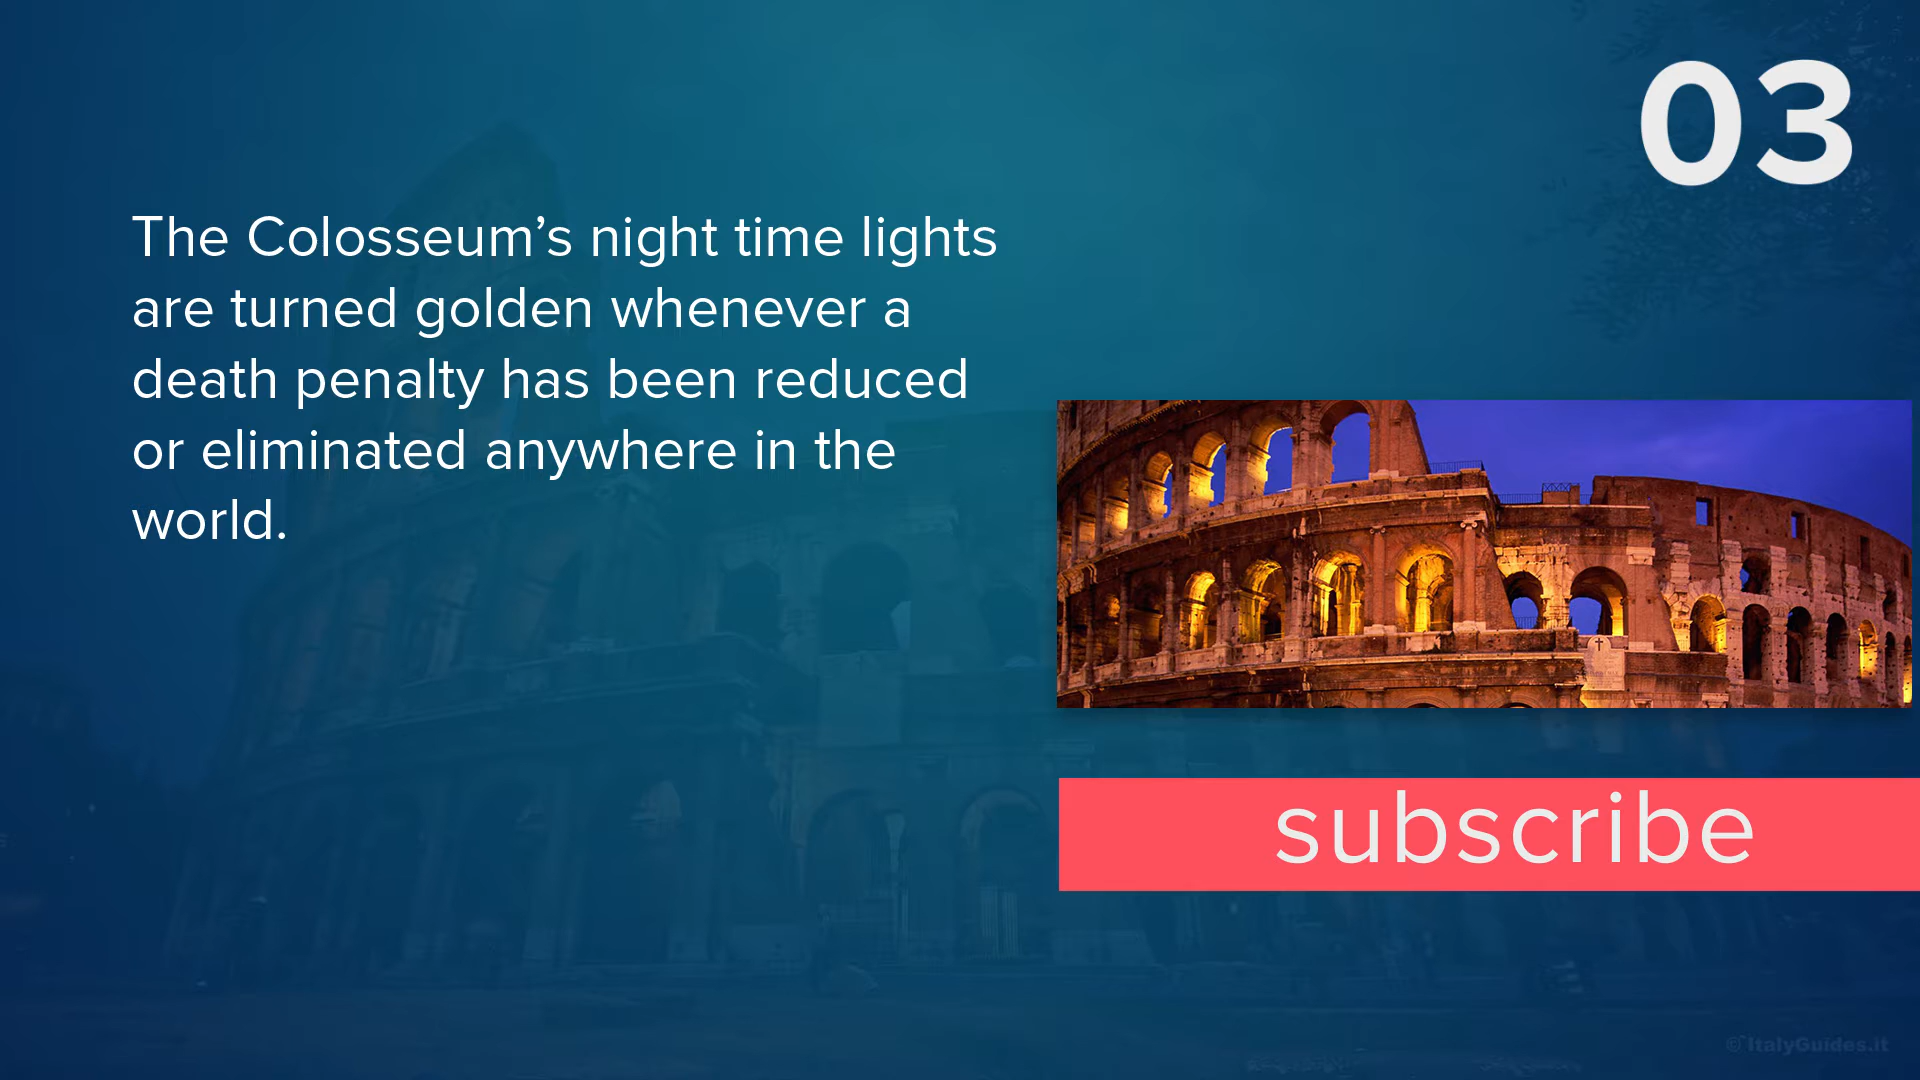 03
The Colosseum’s night time lights
are turned golden whenever a
death penalty has been reduced
or eliminated anywhere in the
world.
subscribe
© ItalyGuides.it